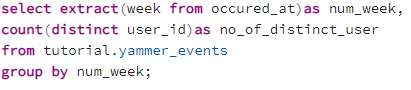 select extract(week from occured_at)as num_week,
count(distinct user_id)as no_of_distinct_user
from tutorial.yammer_events
group by num_week;